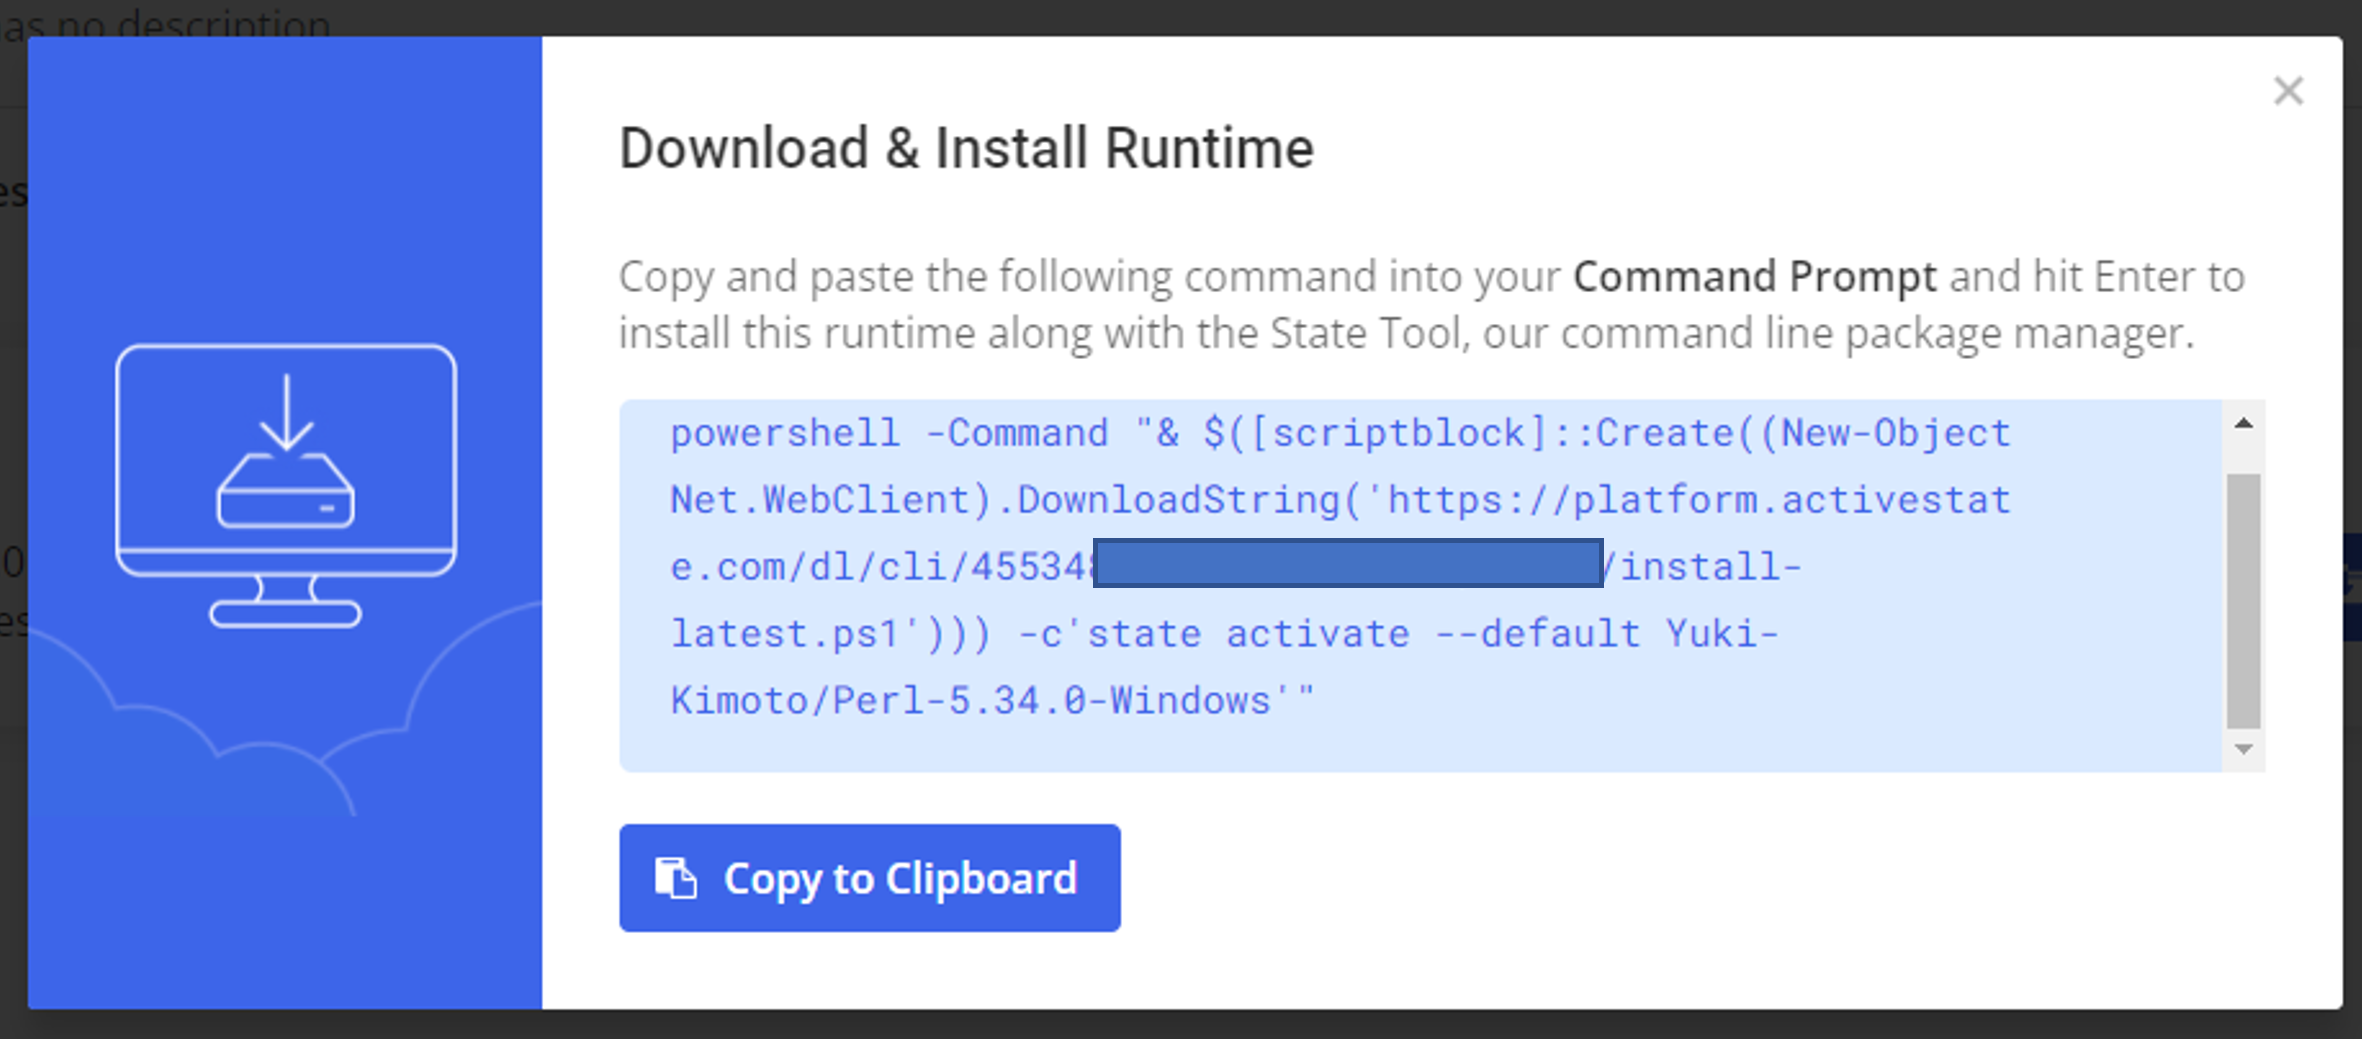 has no description
Download & Install Runtime
Copy and paste the following command into your Command Prompt and hit Enter to
install this runtime along with the State Tool, our command line package manager.
powershell -Command "& $([scriptblock]::Create((New-Object
Net.WebClient).DownloadString('https://platform.activestat
e.com/dl/cli/45534 /install-
latest.ps1'))) -c'state activate --default Yuki-
Kimoto/Perl-5.34.0-Windows'"
Copy to Clipboard